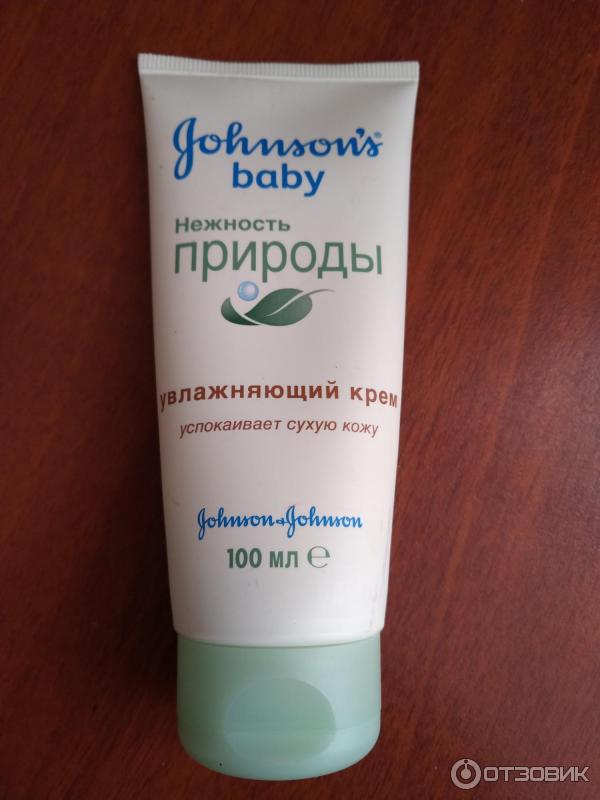 Johnson's®
baby
Нежность
природы
увлажняющий крем
успокаивает сухую кожу
Johnson & Johnson
100 мл ℮
ОТЗОВИК